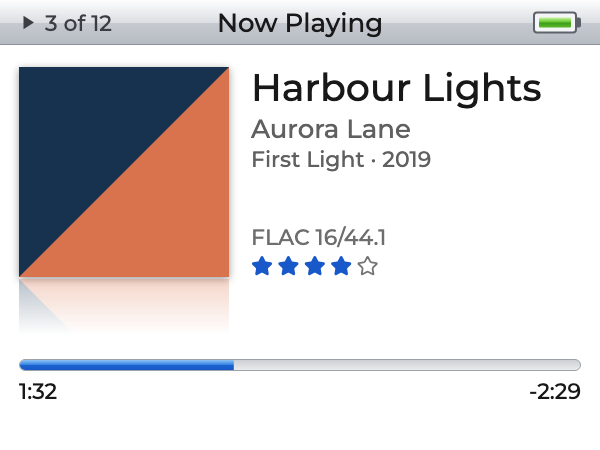 3 of 12
Now Playing
Harbour Lights
Aurora Lane
First Light · 2019
FLAC 16/44.1
1:32
-2:29